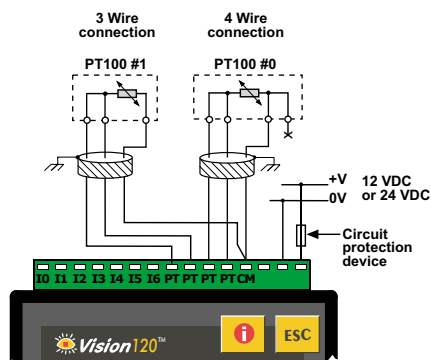 3 Wire
connection
4 Wire
connection
PT100 #1
PT100 #0
+V
0V
12 VDC
or 24 VDC
Circuit
protection
device
I0 I1 I2 I3 I4 I5 I6 PT PT PT PT CM
Vision120™
i
ESC